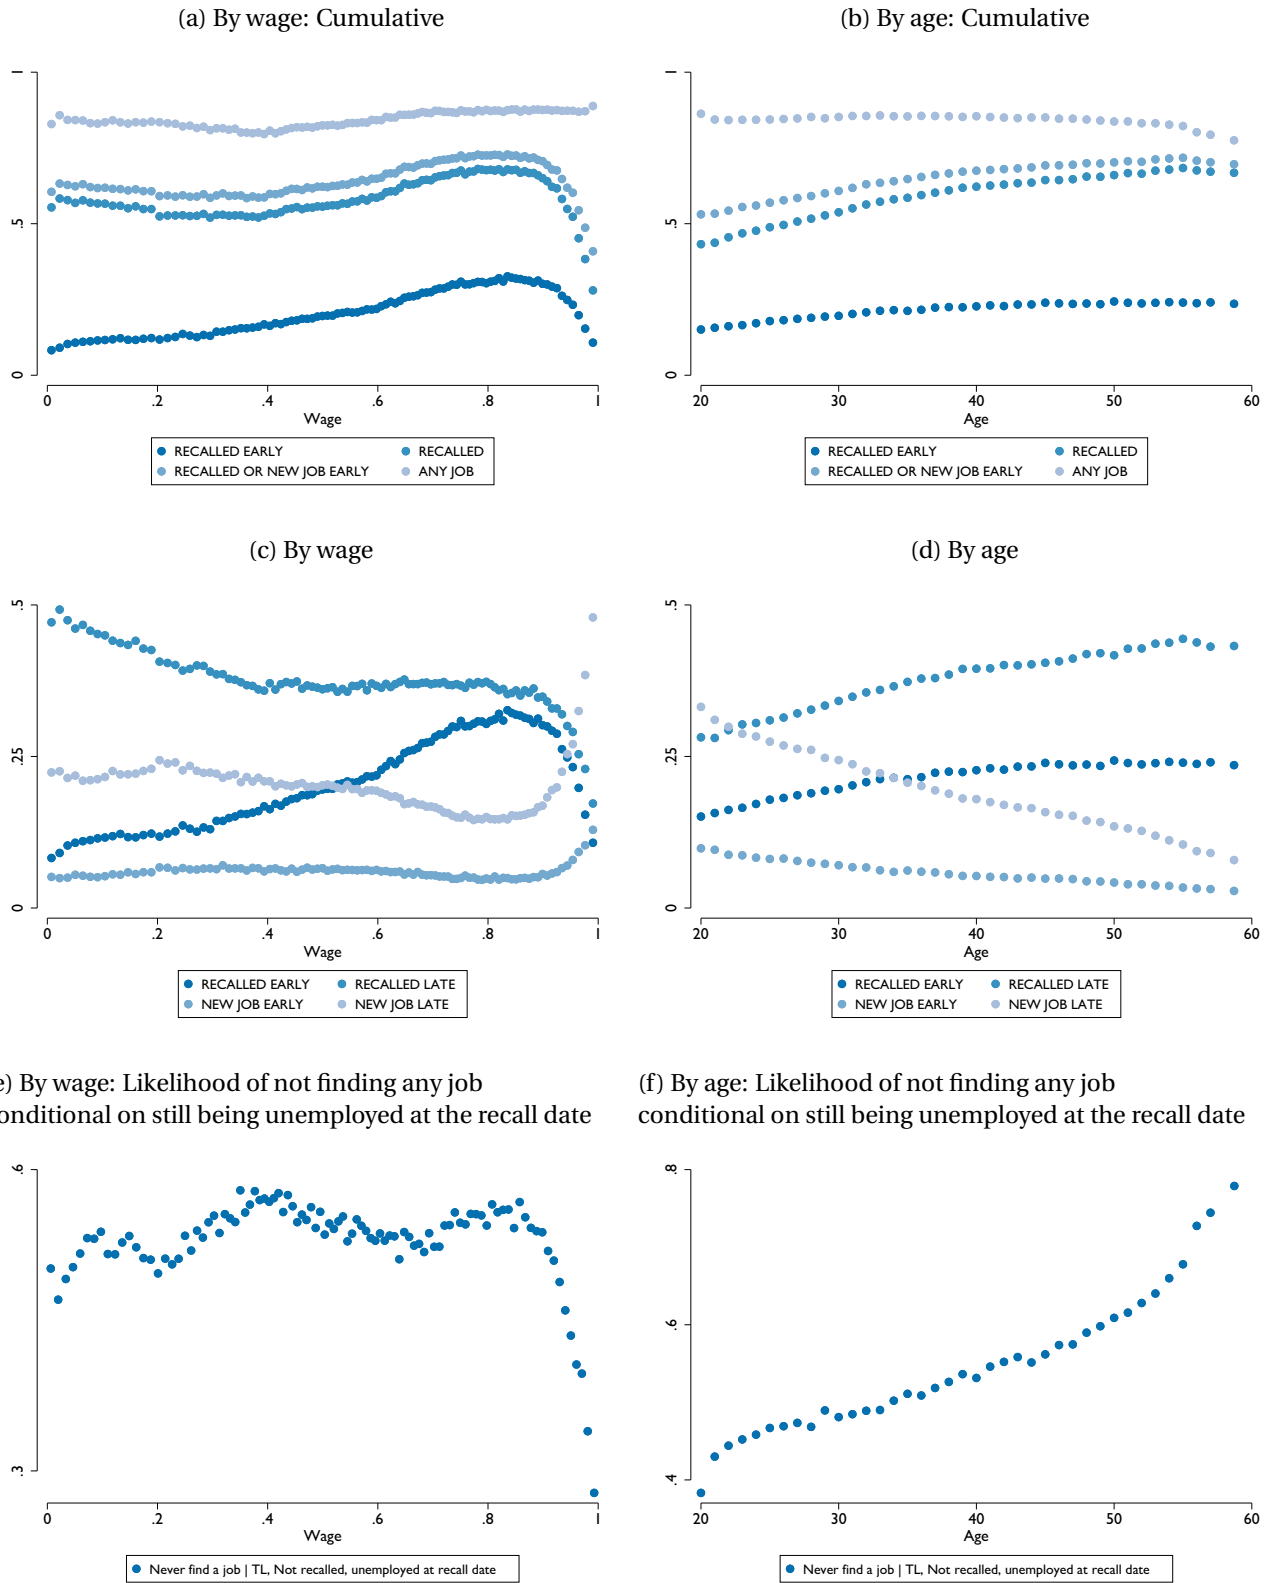 (a) By wage: Cumulative
(b) By age: Cumulative
1
.5
0
0 .2 .4 .6 .8 1
Wage
RECALLED EARLY RECALLED
RECALLED OR NEW JOB EARLY ANY JOB
1
.5
0
20 30 40 50 60
Age
RECALLED EARLY RECALLED
RECALLED OR NEW JOB EARLY ANY JOB
(c) By wage
(d) By age
.5
.25
0
0 .2 .4 .6 .8 1
Wage
RECALLED EARLY RECALLED LATE
NEW JOB EARLY NEW JOB LATE
.5
.25
0
20 30 40 50 60
Age
RECALLED EARLY RECALLED LATE
NEW JOB EARLY NEW JOB LATE
e) By wage: Likelihood of not finding any job
onditional on still being unemployed at the recall date
(f) By age: Likelihood of not finding any job
conditional on still being unemployed at the recall date
.6
.3
0 .2 .4 .6 .8 1
Wage
Never find a job | TL, Not recalled, unemployed at recall date
.8
.6
.4
20 30 40 50 60
Age
Never find a job | TL, Not recalled, unemployed at recall date